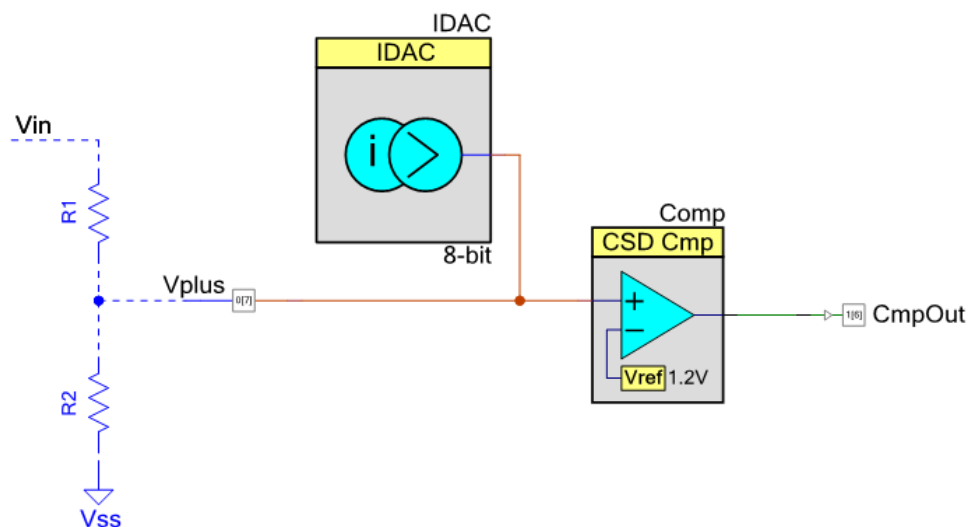 IDAC
IDAC
i
8-bit
Vin
R1
Vplus
0[7]
R2
Vss
Comp
CSD Cmp
+
−
Vref 1.2V
1[6]
CmpOut